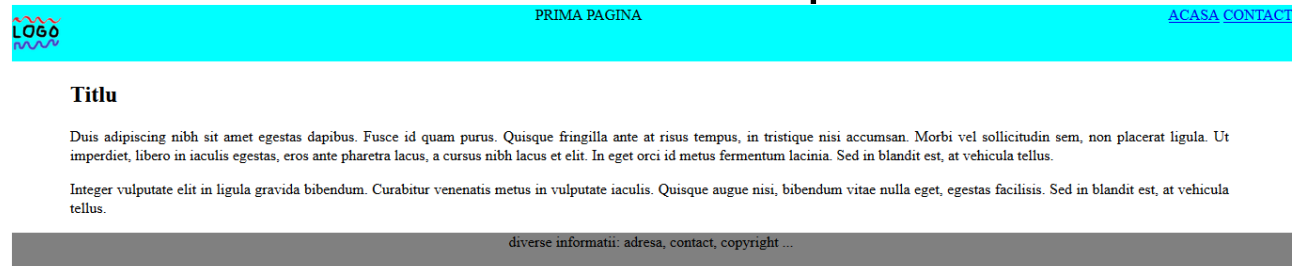 LOGO
PRIMA PAGINA
ACASA CONTACT
Titlu
Duis adipiscing nibh sit amet egestas dapibus. Fusce id quam purus. Quisque fringilla ante at risus tempus, in tristique nisi accumsan. Morbi vel sollicitudin sem, non placerat ligula. Ut
imperdiet, libero in iaculis egestas, eros ante pharetra lacus, a cursus nibh lacus et elit. In eget orci id metus fermentum lacinia. Sed in blandit est, at vehicula tellus.
Integer vulputate elit in ligula gravida bibendum. Curabitur venenatis metus in vulputate iaculis. Quisque augue nisi, bibendum vitae nulla eget, egestas facilisis. Sed in blandit est, at vehicula
tellus.
diverse informatii: adresa, contact, copyright ...